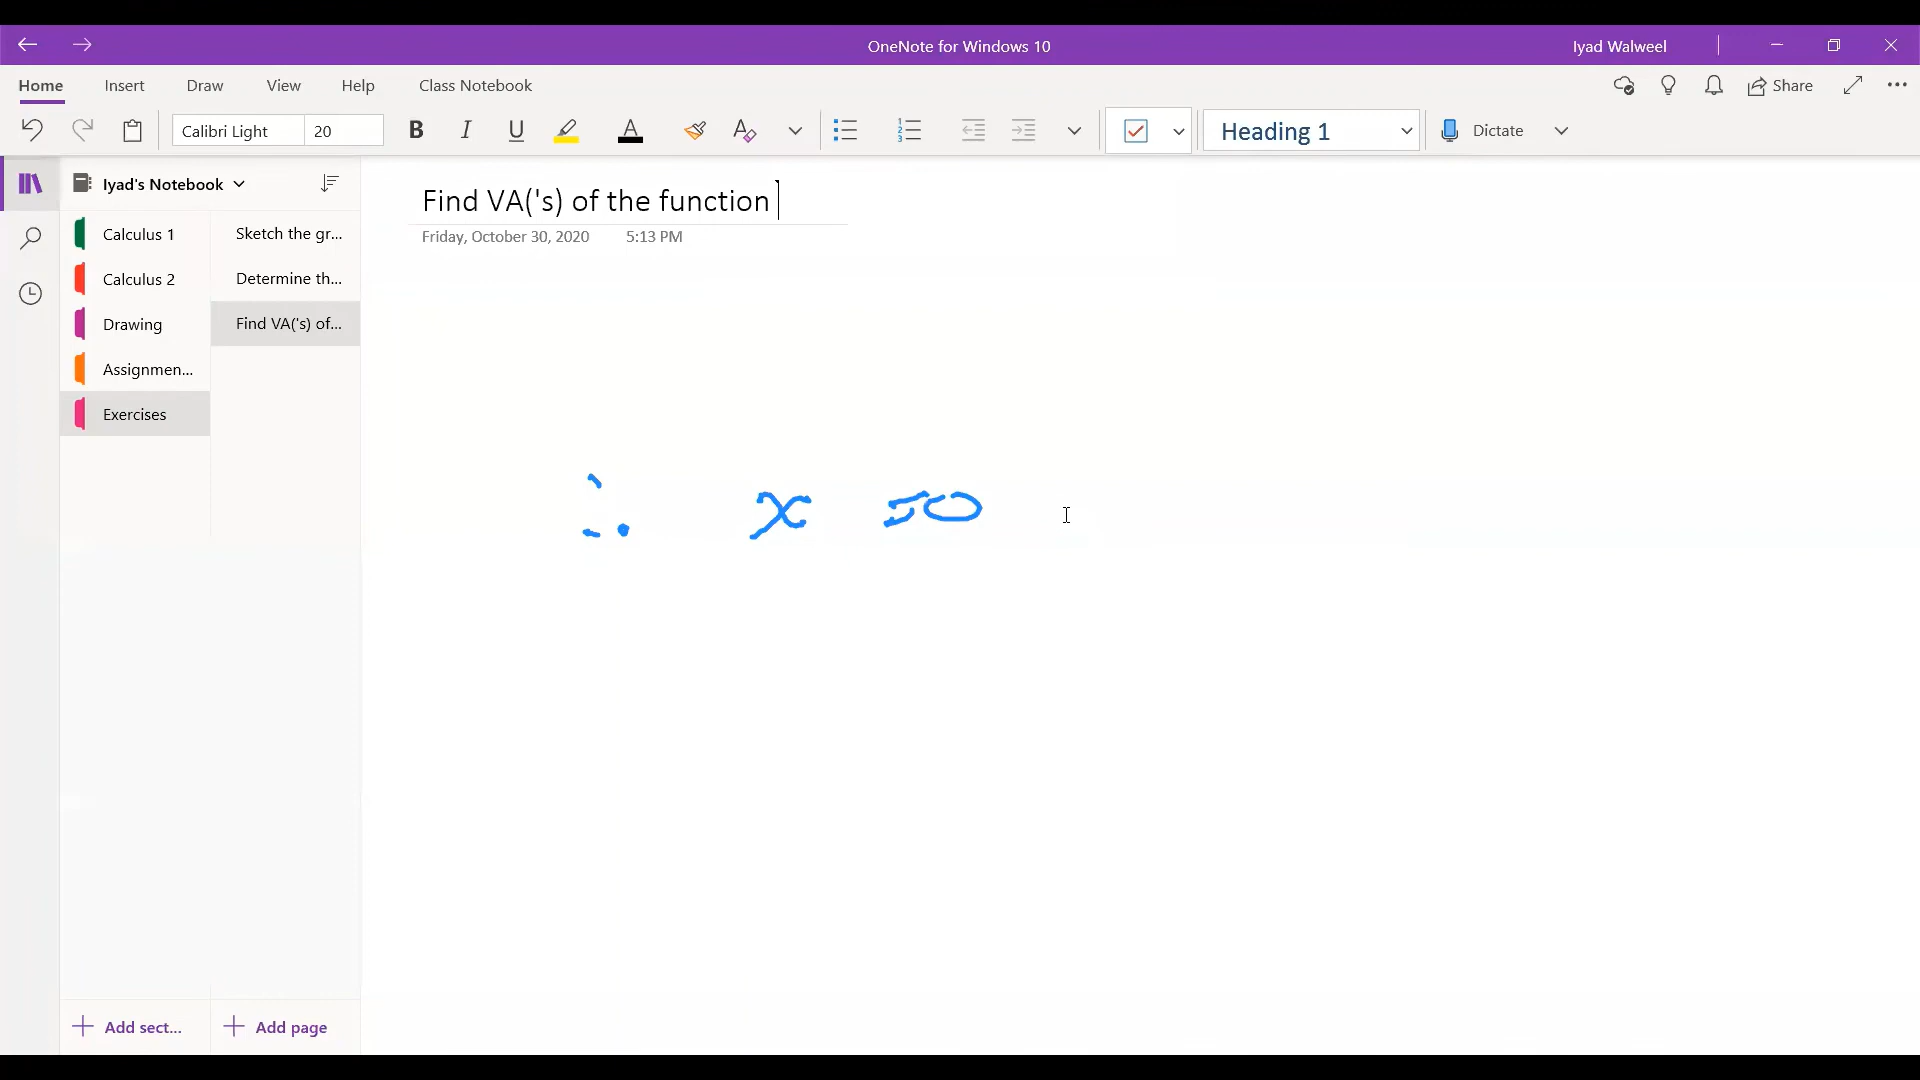 OneNote for Windows 10
Iyad Walweel
Home Insert Draw View Help Class Notebook
Share
Calibri Light 20 B I U A Heading 1 Dictate
Iyad's Notebook
Calculus 1
Calculus 2
Drawing
Assignmen...
Exercises
Sketch the gr...
Determine th...
Find VA('s) of...
Find VA('s) of the function
Friday, October 30, 2020 5:13 PM
∴ x 50
Add sect... Add page